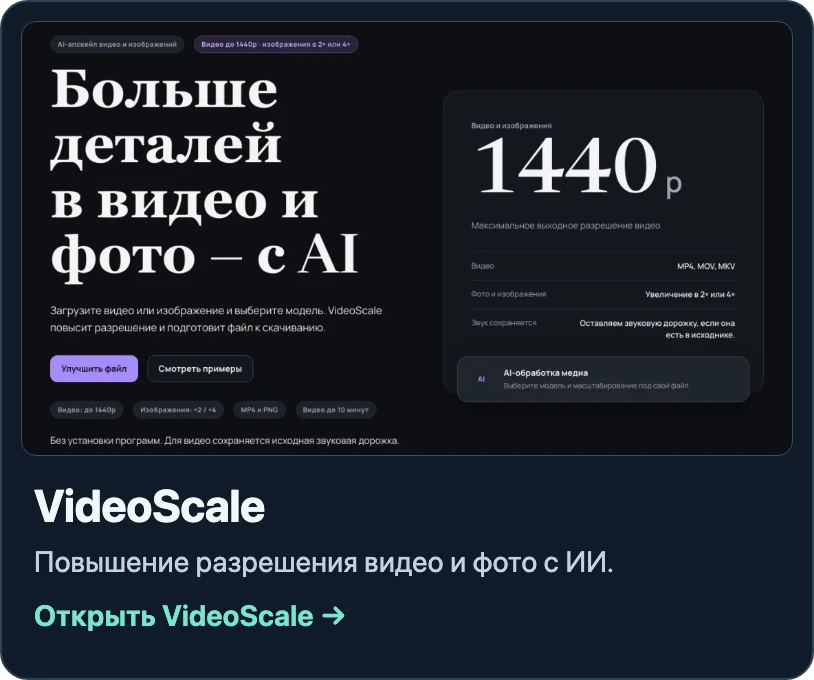 AI-апскейл видео и изображений
Видео до 1440p · изображения в 2× или 4×
Больше
деталей
в видео и
фото — с AI
Загрузите видео или изображение и выберите модель. VideoScale
повысит разрешение и подготовит файл к скачиванию.
Улучшить файл
Смотреть примеры
Видео: до 1440p
Изображения: ×2 / ×4
MP4 и PNG
Видео до 10 минут
Без установки программ. Для видео сохраняется исходная звуковая дорожка.
Видео и изображения
1440 p
Максимальное выходное разрешение видео
Видео MP4, MOV, MKV
Фото и изображения Увеличение в 2× или 4×
Звук сохраняется Оставляем звуковую дорожку, если она
есть в исходнике.
AI
AI-обработка медиа
Выберите модель и масштабирование под свой файл.
VideoScale
Повышение разрешения видео и фото с ИИ.
Открыть VideoScale →